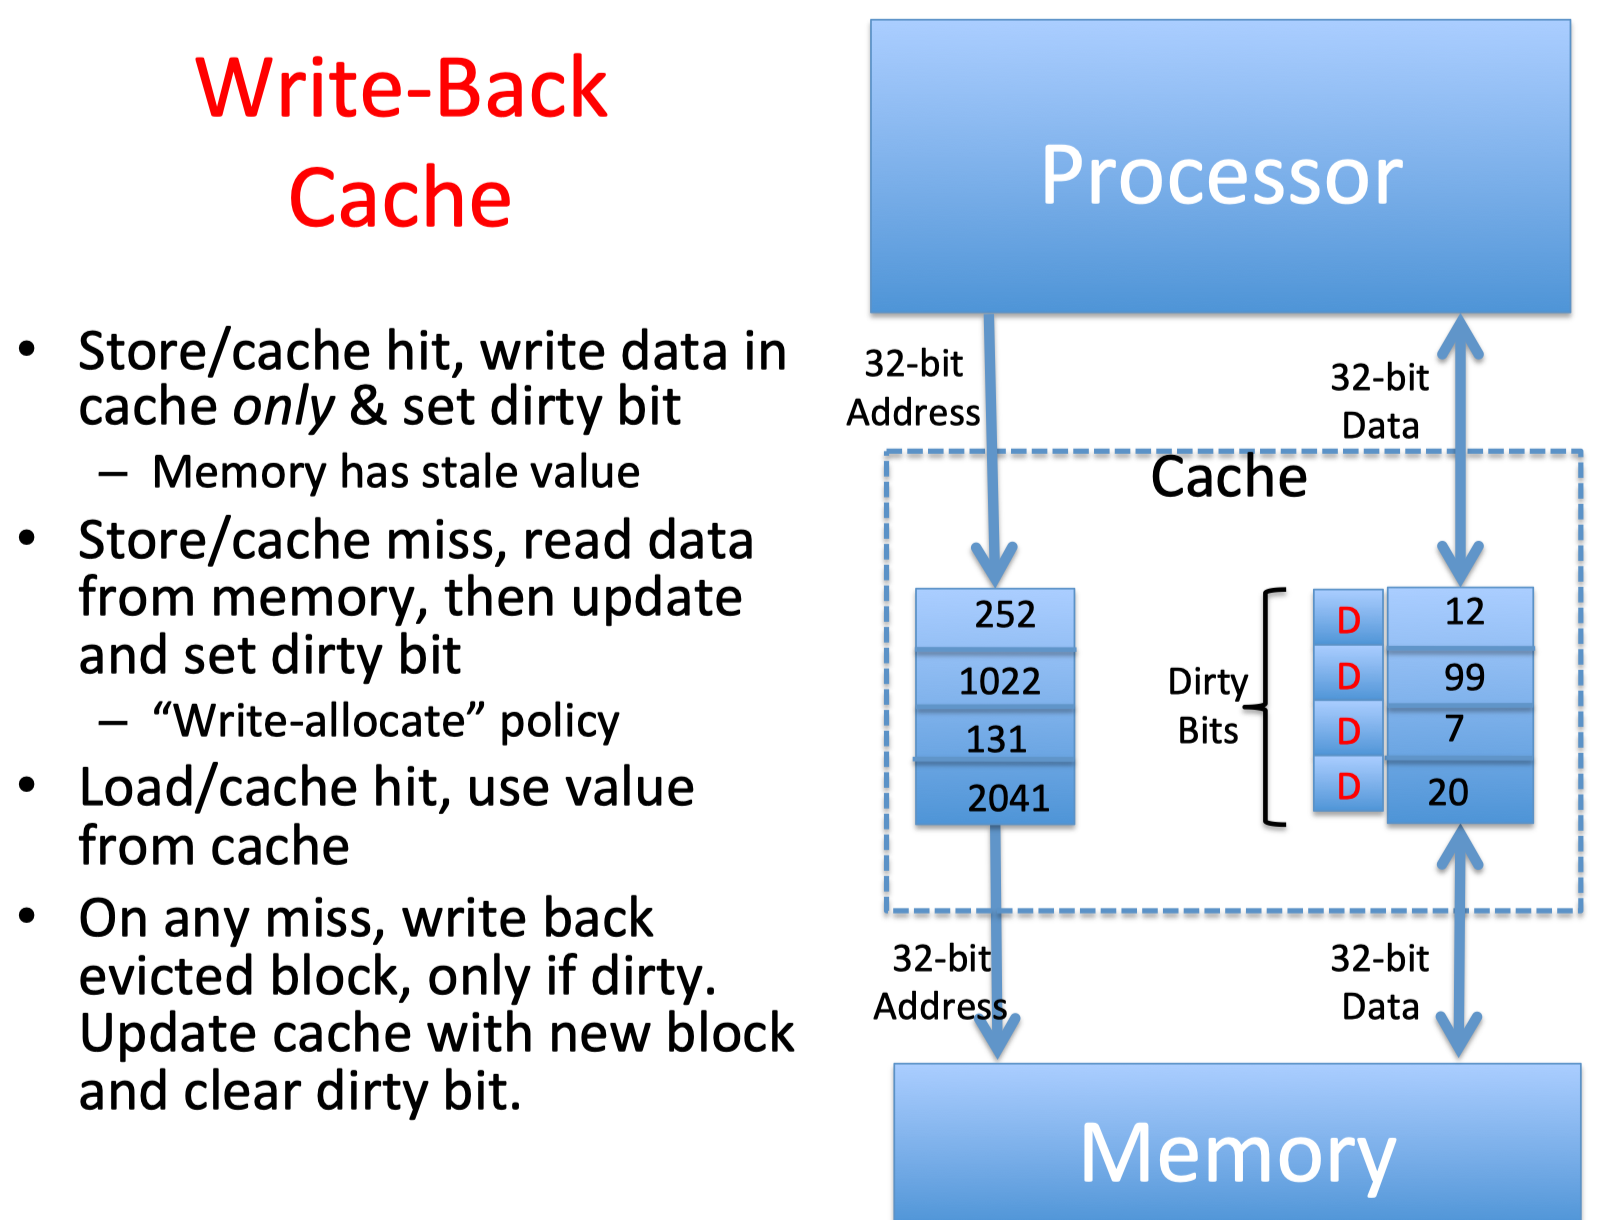 Write-Back
Cache
• Store/cache hit, write data in
cache only & set dirty bit
– Memory has stale value
• Store/cache miss, read data
from memory, then update
and set dirty bit
– “Write-allocate” policy
• Load/cache hit, use value
from cache
• On any miss, write back
evicted block, only if dirty.
Update cache with new block
and clear dirty bit.
Processor
32-bit
Address
32-bit
Data
Cache
252
1022
131
2041
Dirty
Bits
D
D
D
D
12
99
7
20
32-bit
Address
32-bit
Data
Memory